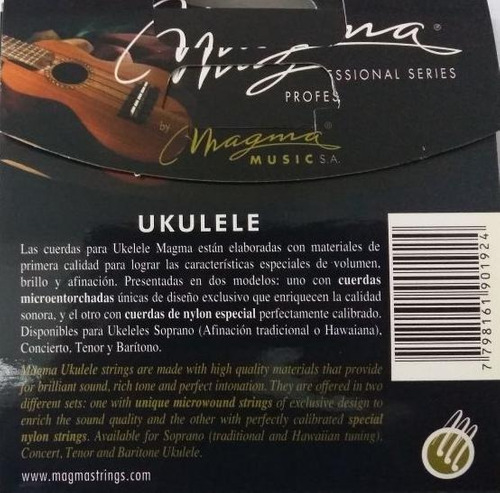 Magma®
ESSIONAL SERIES
PROFES
by Magma
MUSIC S.A.
UKULELE
Las cuerdas para Ukelele Magma están elaboradas con materiales de
primera calidad para lograr las características especiales de volumen,
brillo y afinación. Presentadas en dos modelos: uno con cuerdas
microentorchadas únicas de diseño exclusivo que enriquecen la calidad
sonora, y el otro con cuerdas de nylon especial perfectamente calibrado.
Disponibles para Ukeleles Soprano (Afinación tradicional o Hawaiana),
Concierto, Tenor y Barítono.
Magma Ukulele strings are made with high quality materials that provide
for brilliant sound, rich tone and perfect intonation. They are offered in two
different sets: one with unique microwound strings of exclusive design to
enrich the sound quality and the other with perfectly calibrated special
nylon strings. Available for Soprano (traditional and Hawaiian tuning),
Concert, Tenor and Baritone Ukulele.
www.magmastrings.com
7798161901924